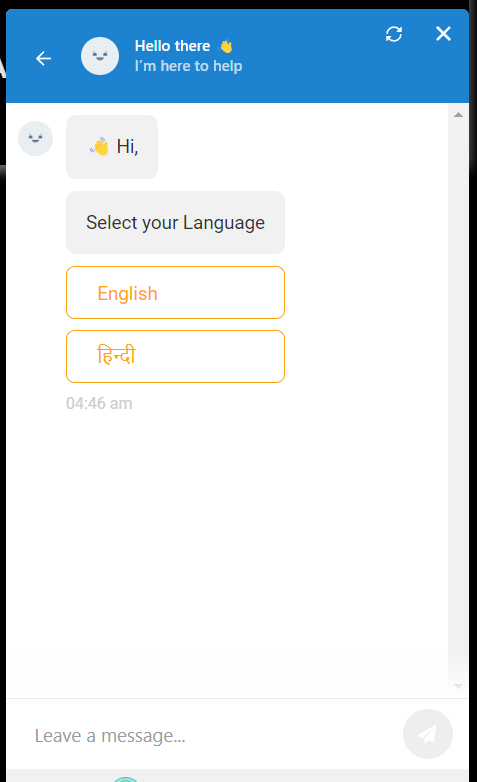 Hello there 👋
I'm here to help
👋 Hi,
Select your Language
English
हिन्दी
04:46 am
Leave a message...